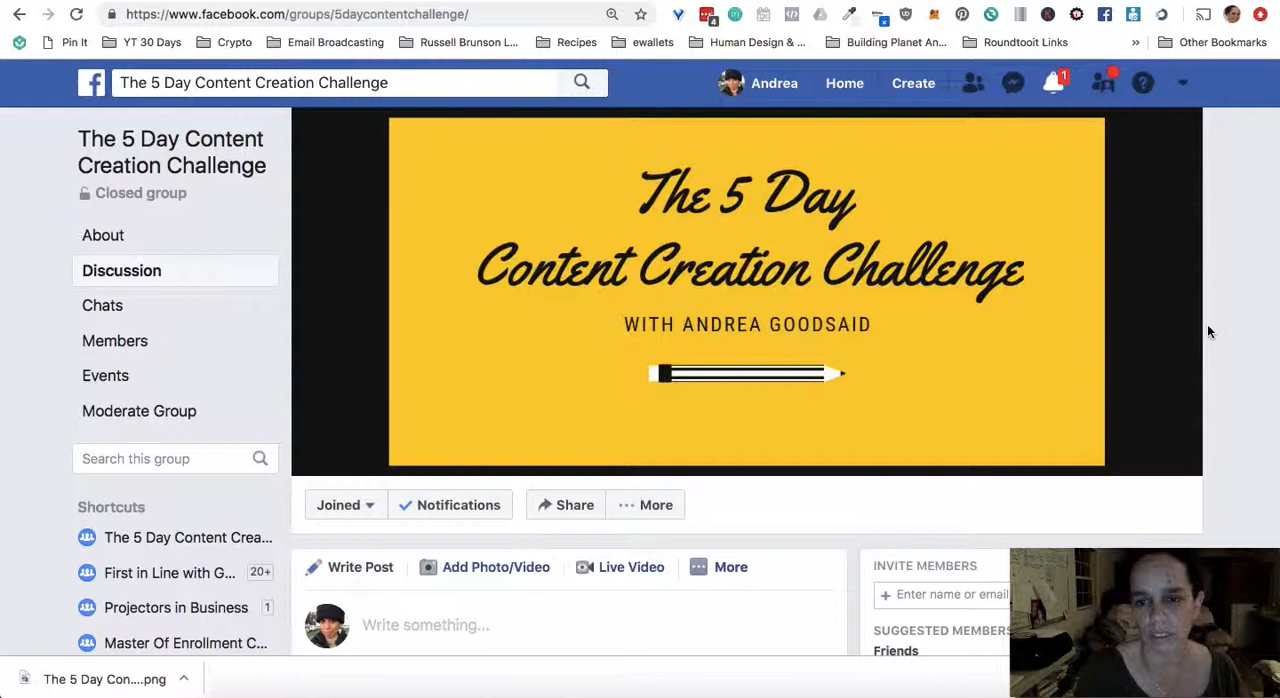 https://www.facebook.com/groups/5daycontentchallenge/
4
Pin It YT 30 Days Crypto Email Broadcasting Russell Brunson L... Recipes ewallets Human Design & ... Building Planet An... Roundtooit Links » Other Bookmarks
The 5 Day Content Creation Challenge
Andrea Home Create 1
The 5 Day Content
Creation Challenge
Closed group
About
Discussion
Chats
Members
Events
Moderate Group
Search this group
Shortcuts
The 5 Day Content Crea...
First in Line with G... 20+
Projectors in Business 1
Master Of Enrollment C...
The 5 Day
Content Creation Challenge
WITH ANDREA GOODSAID
Joined Notifications Share More
Write Post Add Photo/Video Live Video More
Write something...
INVITE MEMBERS
+ Enter name or email
SUGGESTED MEMBERS
Friends
The 5 Day Con....png